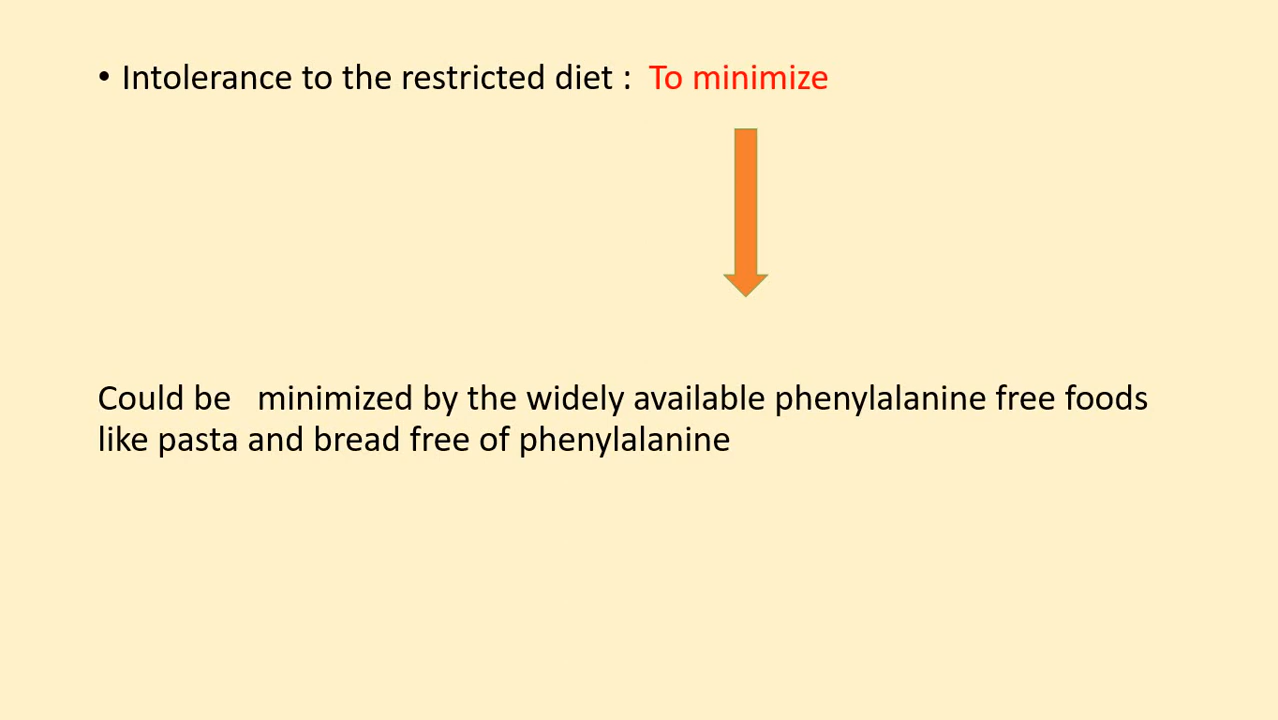 • Intolerance to the restricted diet :  To minimize
Could be   minimized by the widely available phenylalanine free foods
like pasta and bread free of phenylalanine